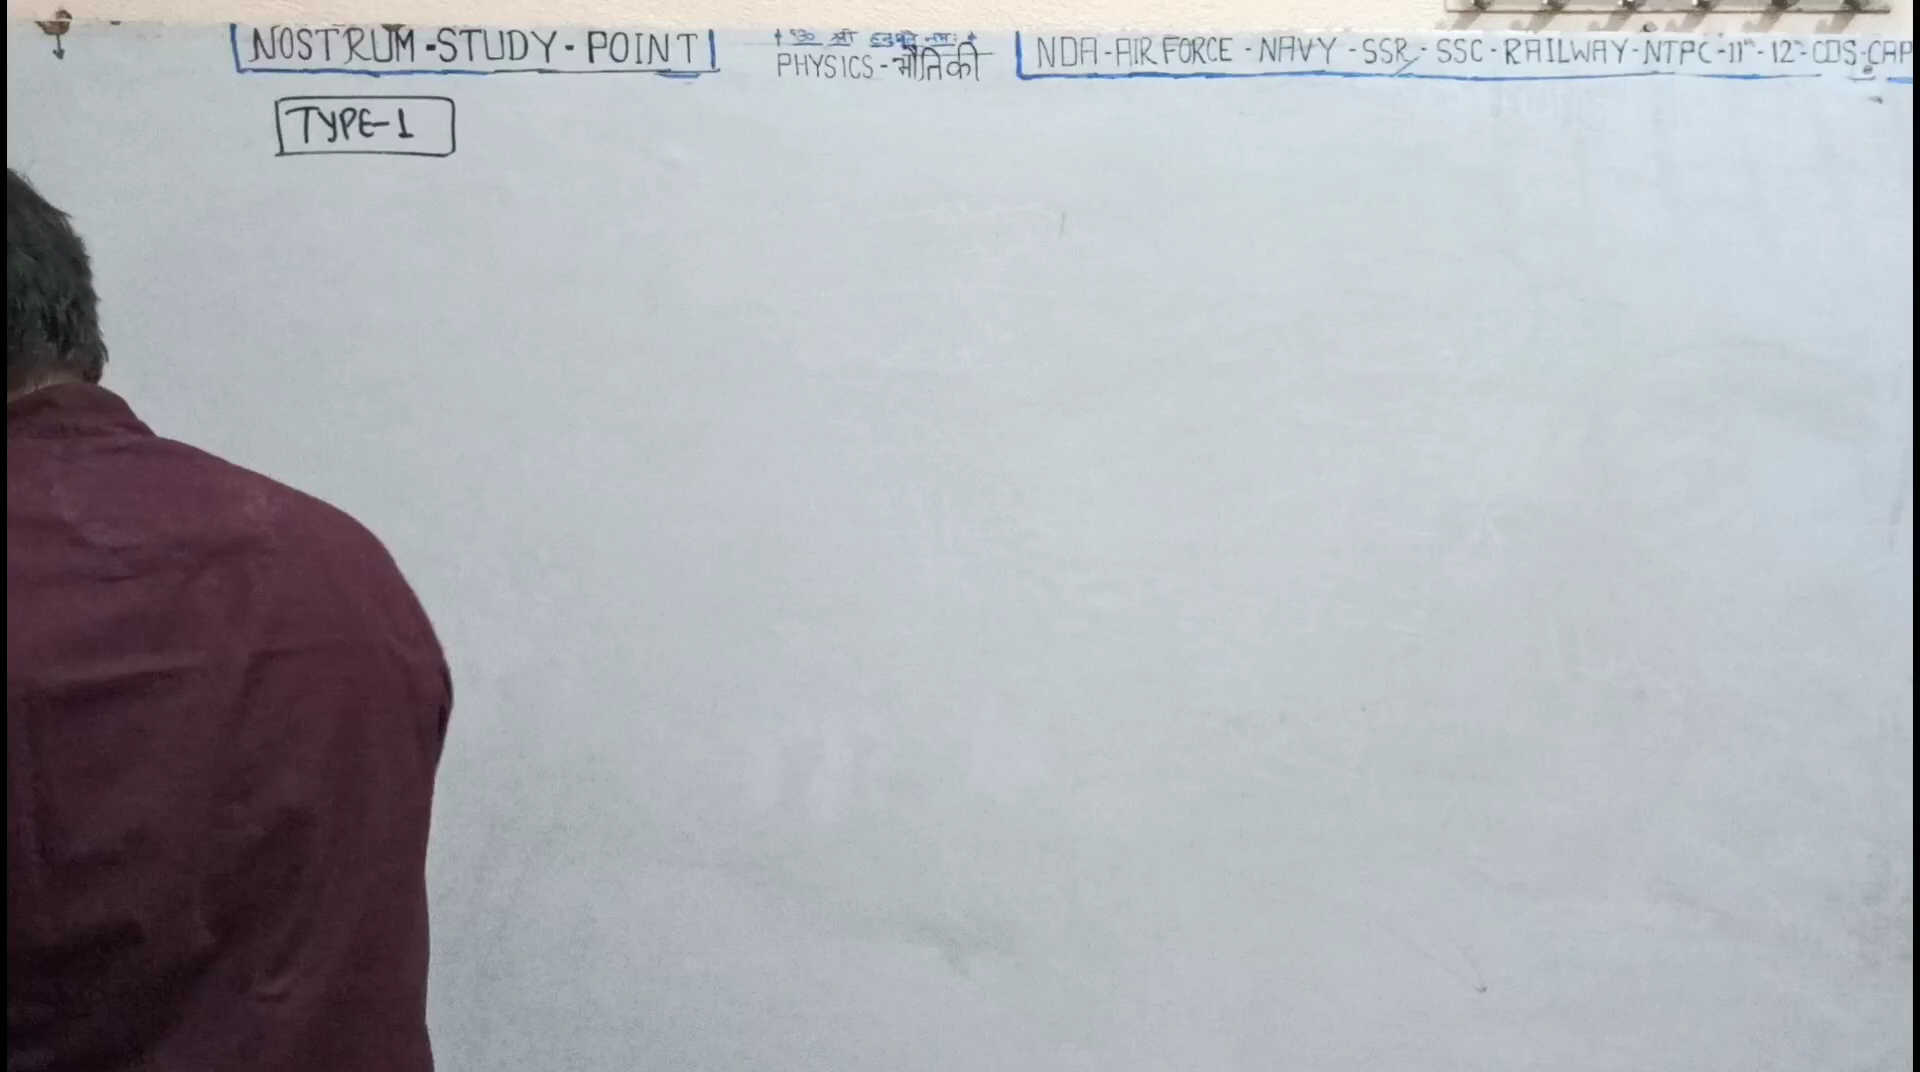 NOSTRUM-STUDY-POINT
PHYSICS-भौतिकी
NDA-AIR FORCE-NAVY-SSR-SSC-RAILWAY-NTPC-11th-12th-CDS-CAP
TYPE-1